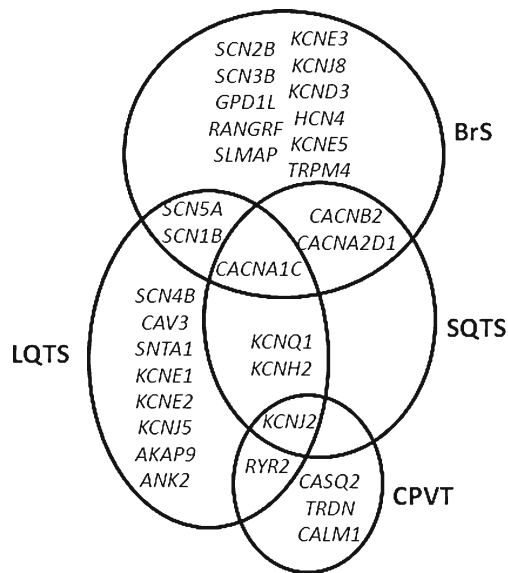 SCN2B
SCN3B
GPD1L
RANGRF
SLMAP
KCNE3
KCNJ8
KCND3
HCN4
KCNE5
TRPM4
BrS
SCN5A
SCN1B
CACNB2
CACNA2D1
CACNA1C
LQTS
SCN4B
CAV3
SNTA1
KCNE1
KCNE2
KCNJ5
AKAP9
ANK2
KCNQ1
KCNH2
SQTS
KCNJ2
RYR2
CASQ2
TRDN
CALM1
CPVT